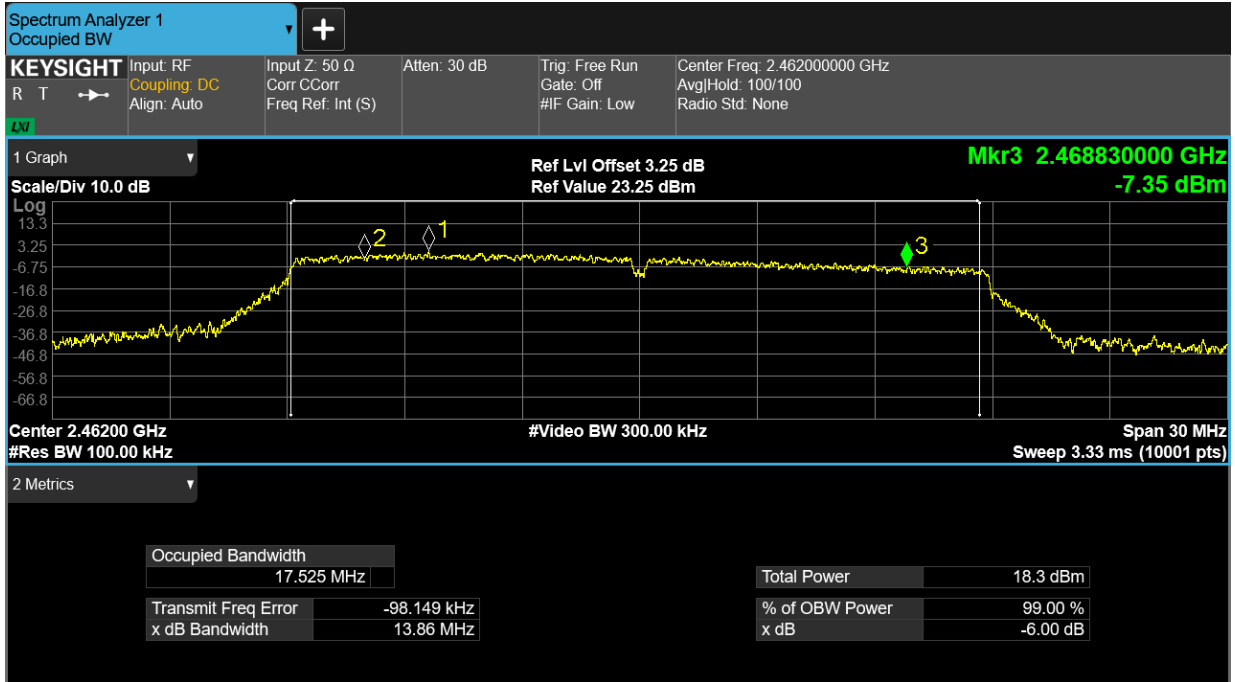 Spectrum Analyzer 1
Occupied BW
+
KEYSIGHT
R T
LXI
Input: RF
Coupling: DC
Align: Auto
Input Z: 50 Ω
Corr CCorr
Freq Ref: Int (S)
Atten: 30 dB
Trig: Free Run
Gate: Off
#IF Gain: Low
Center Freq: 2.462000000 GHz
Avg|Hold: 100/100
Radio Std: None
1 Graph
Scale/Div 10.0 dB
Ref Lvl Offset 3.25 dB
Ref Value 23.25 dBm
Mkr3 2.468830000 GHz
-7.35 dBm
Log
13.3
3.25
-6.75
-16.8
-26.8
-36.8
-46.8
-56.8
-66.8
2
1
3
Center 2.46200 GHz
#Res BW 100.00 kHz
#Video BW 300.00 kHz
Span 30 MHz
Sweep 3.33 ms (10001 pts)
2 Metrics
Occupied Bandwidth
17.525 MHz
Transmit Freq Error -98.149 kHz
x dB Bandwidth 13.86 MHz
Total Power 18.3 dBm
% of OBW Power 99.00 %
x dB -6.00 dB